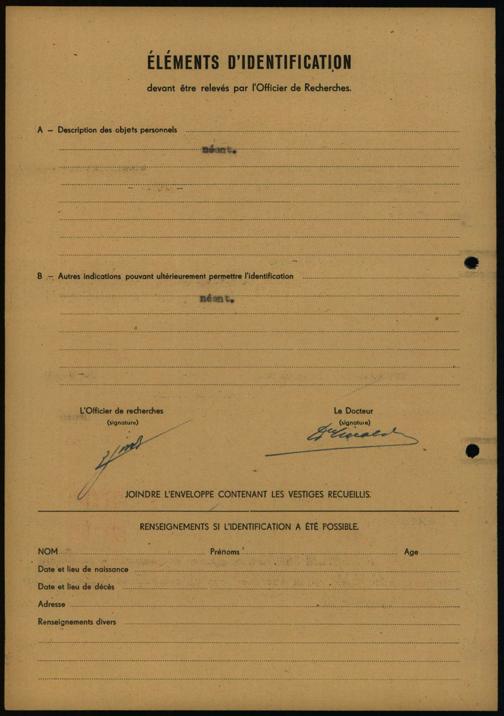 ÉLÉMENTS D'IDENTIFICATION
devant être relevés par l'Officier de Recherches.
A — Description des objets personnels
néant.
B — Autres indications pouvant ultérieurement permettre l'identification
néant.
L'Officier de recherches
(signature)
Le Docteur
(signature)
JOINDRE L'ENVELOPPE CONTENANT LES VESTIGES RECUEILLIS.
RENSEIGNEMENTS SI L'IDENTIFICATION A ÉTÉ POSSIBLE.
NOM Prénoms Age
Date et lieu de naissance
Date et lieu de décès
Adresse
Renseignements divers